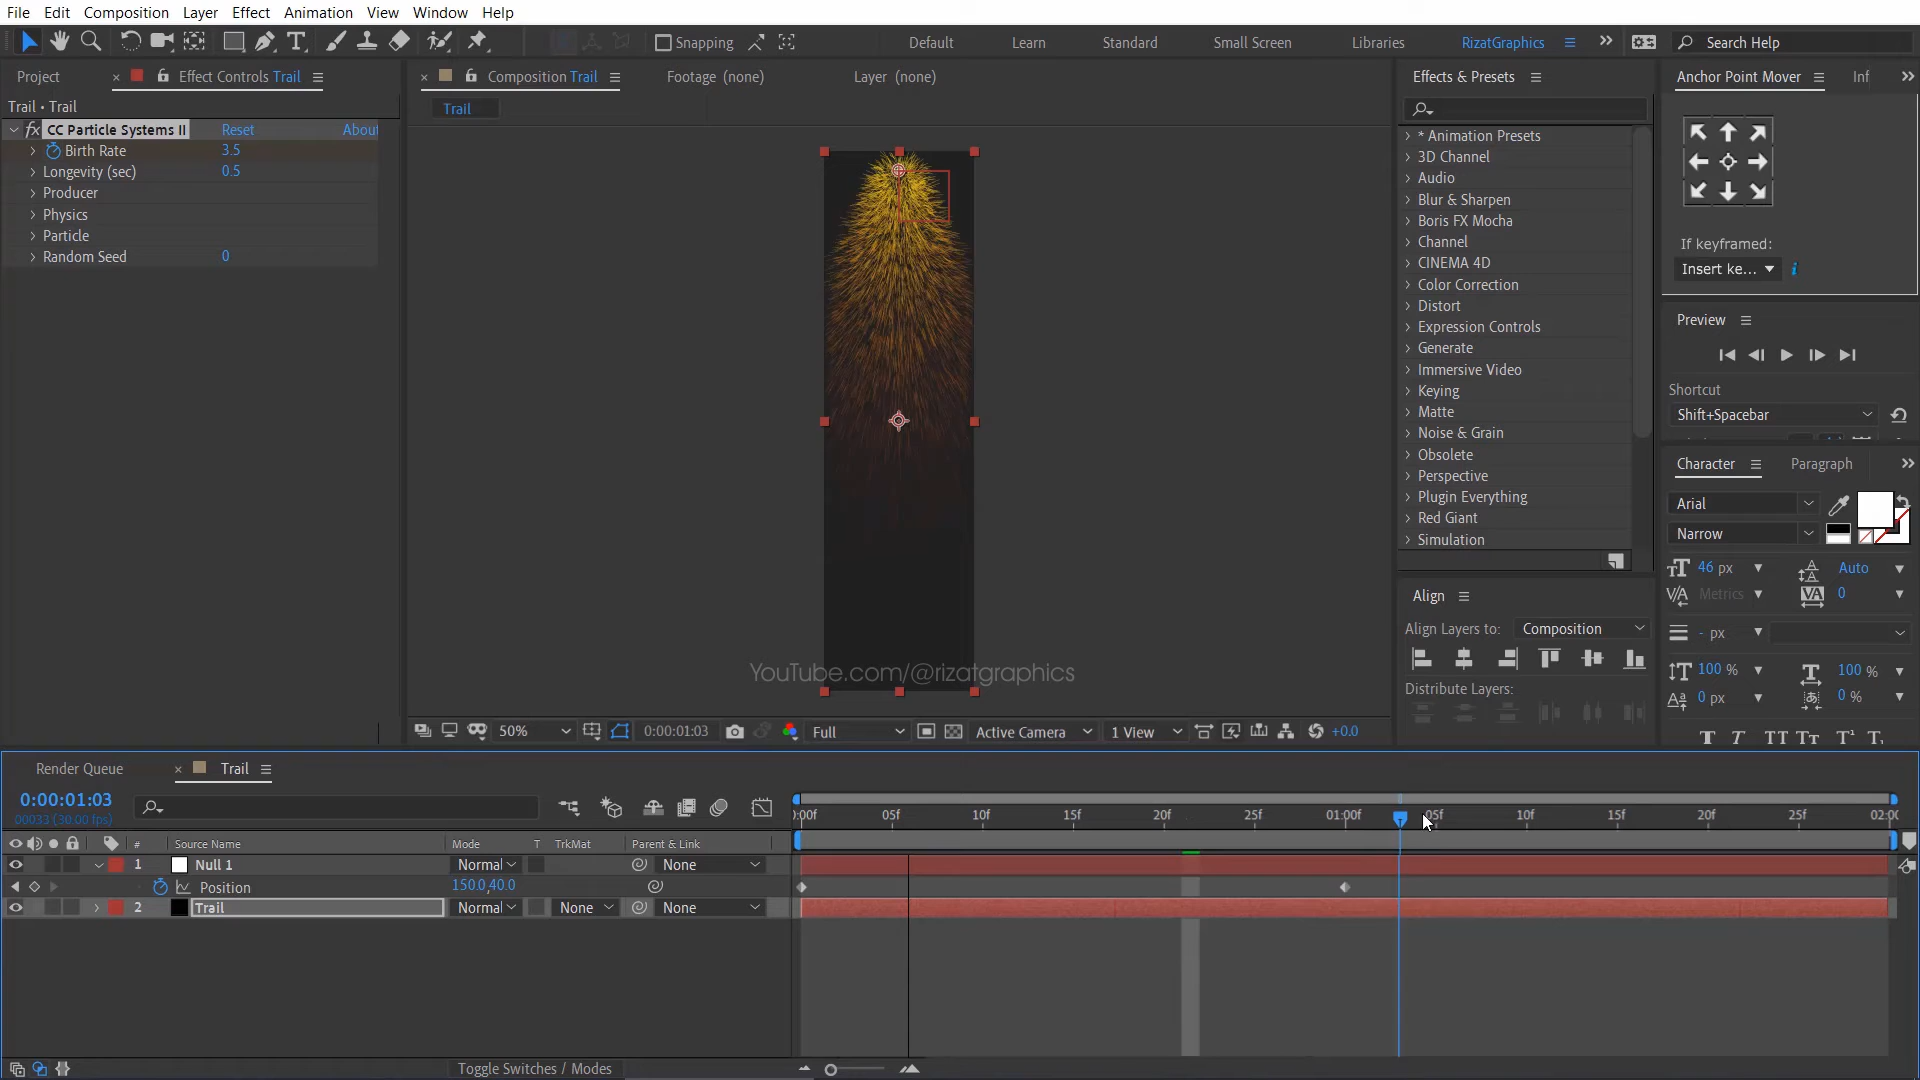 File Edit Composition Layer Effect Animation View Window Help
Snapping Default Learn Standard Small Screen Libraries RizatGraphics Search Help
Project Effect Controls Trail
Trail • Trail
fx CC Particle Systems II Reset About
Birth Rate 3.5
Longevity (sec) 0.5
Producer
Physics
Particle
Random Seed 0
Composition Trail Footage (none) Layer (none)
Trail
YouTube.com/@rizatgraphics
50% 0:00:01:03 Full Active Camera 1 View +0.0
Effects & Presets
* Animation Presets
3D Channel
Audio
Blur & Sharpen
Boris FX Mocha
Channel
CINEMA 4D
Color Correction
Distort
Expression Controls
Generate
Immersive Video
Keying
Matte
Noise & Grain
Obsolete
Perspective
Plugin Everything
Red Giant
Simulation
Align
Align Layers to: Composition
Distribute Layers:
Anchor Point Mover Inf
If keyframed:
Insert ke... i
Preview
Shortcut
Shift+Spacebar
Character Paragraph
Arial
Narrow
46 px Auto
Metrics 0
- px
100 % 100 %
0 px 0 %
T T TT Tт T¹ T₁
Render Queue Trail
0:00:01:03
00033 (30.00 fps)
# Source Name Mode T TrkMat Parent & Link
1 Null 1 Normal None
Position 150.0,40.0
2 Trail Normal None None
):00f 05f 10f 15f 20f 25f 01:00f 05f 10f 15f 20f 25f 02:00
Toggle Switches / Modes